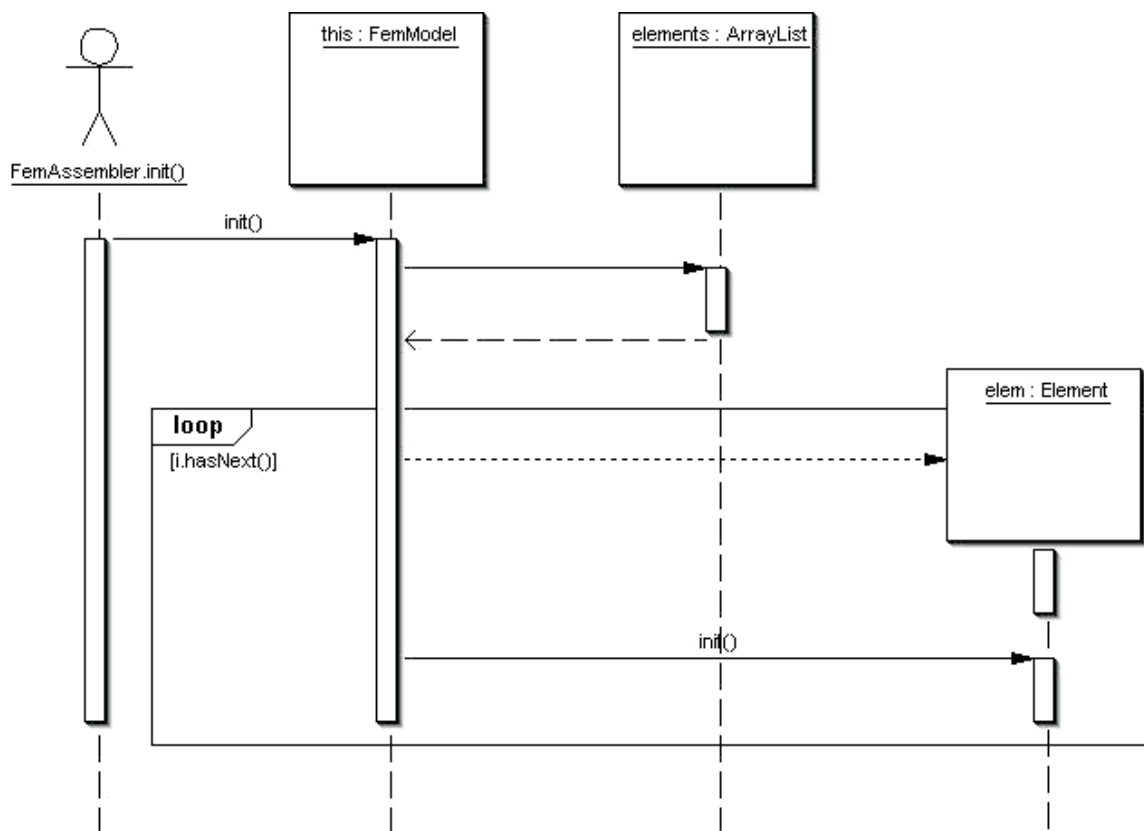 this : FemModel
elements : ArrayList
FemAssembler.init()
init()
elem : Element
loop
[i.hasNext()]
init()